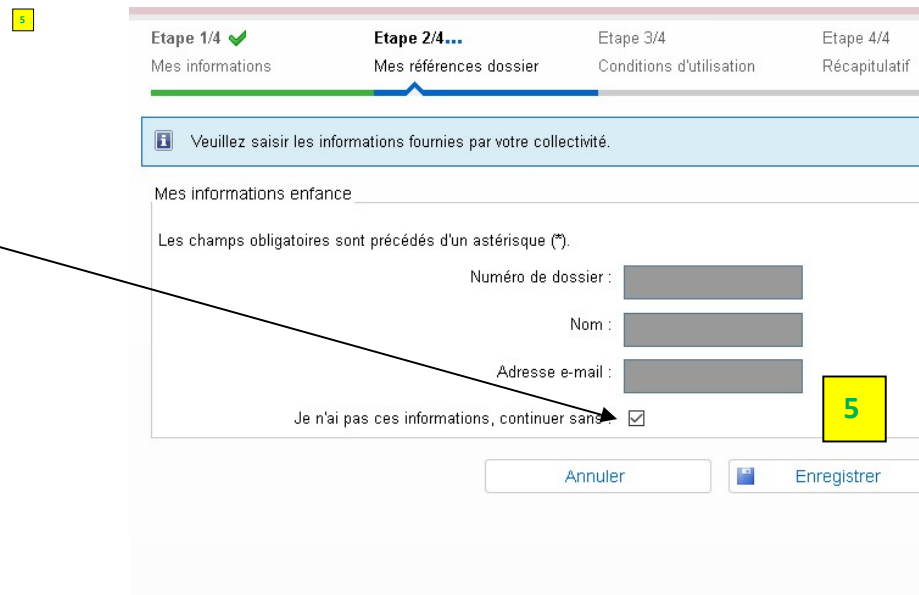 5
Etape 1/4 Etape 2/4... Etape 3/4 Etape 4/4
Mes informations Mes références dossier Conditions d'utilisation Récapitulatif
Veuillez saisir les informations fournies par votre collectivité.
Mes informations enfance
Les champs obligatoires sont précédés d'un astérisque (*).
Numéro de dossier :
Nom :
Adresse e-mail :
Je n'ai pas ces informations, continuer sans :
5
Annuler Enregistrer